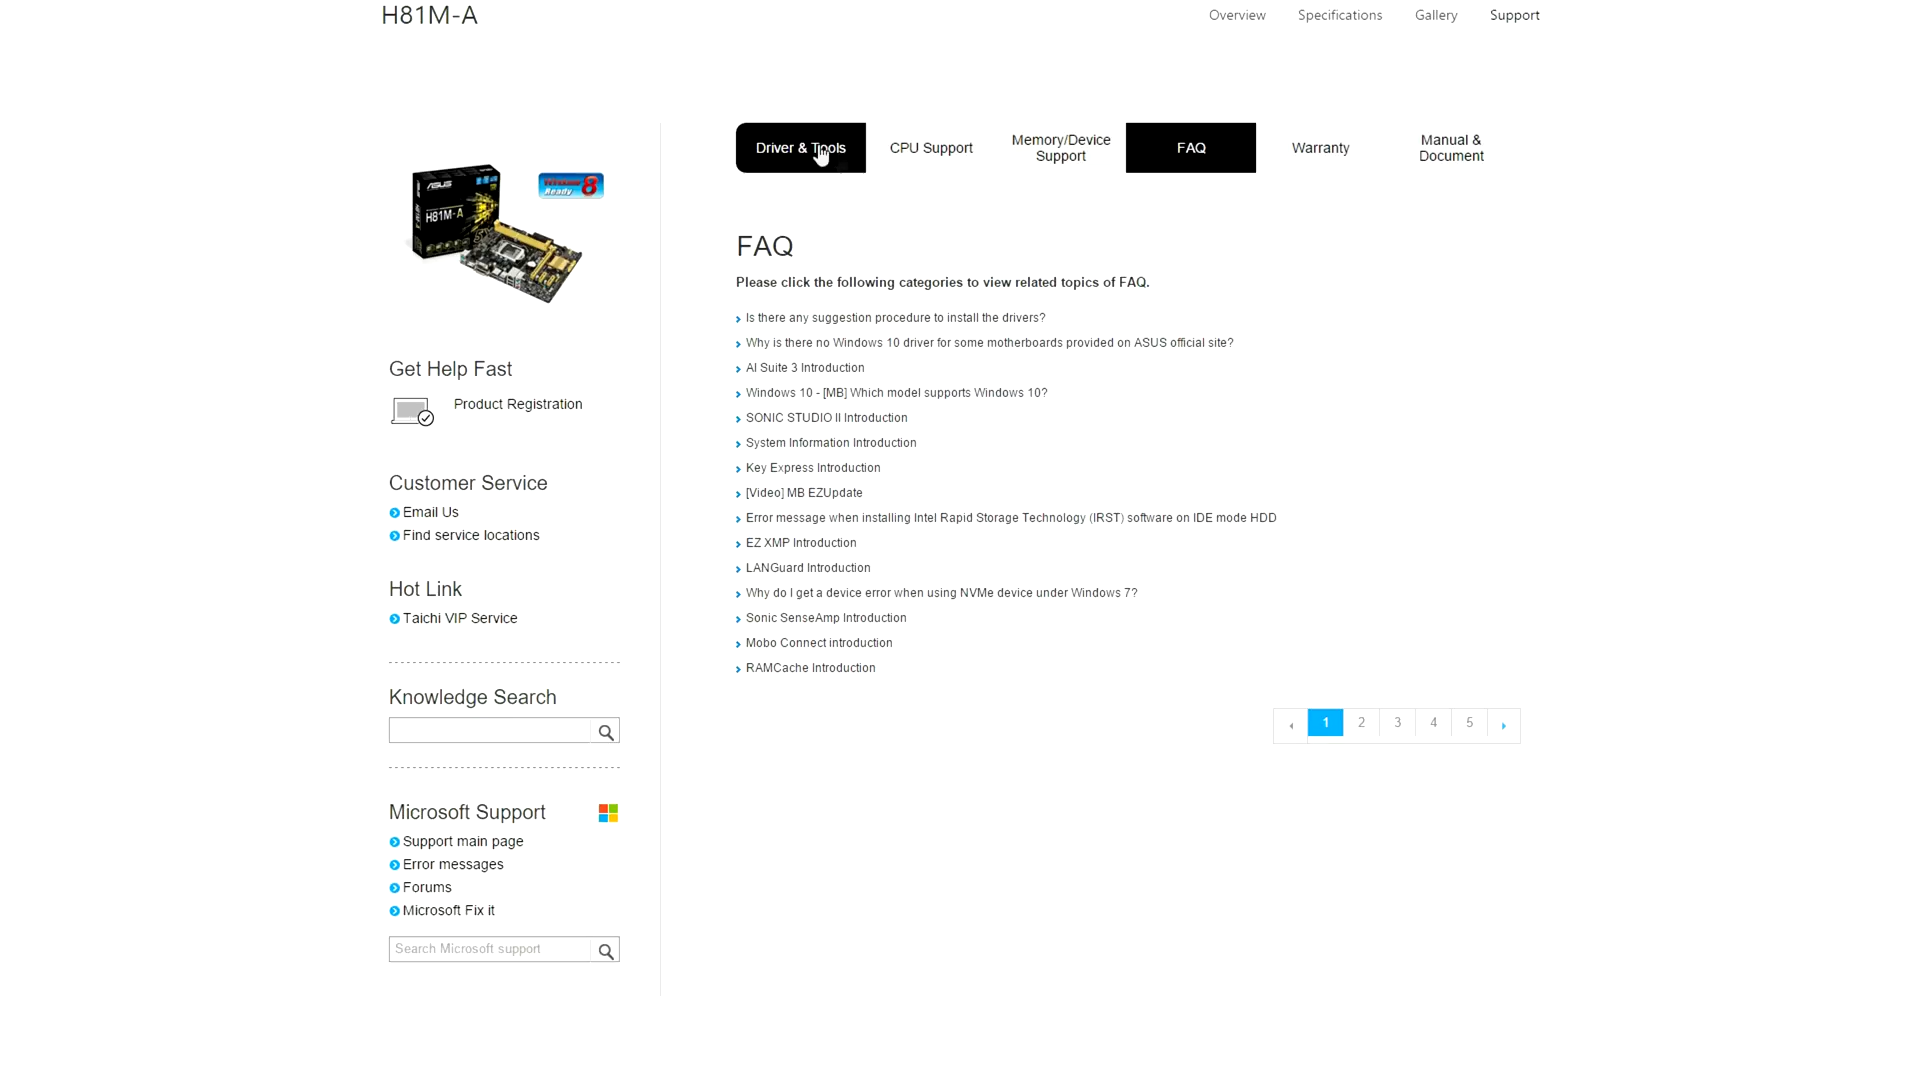 H81M-A
Overview
Specifications
Gallery
Support
Driver & Tools
CPU Support
Memory/Device
Support
FAQ
Warranty
Manual &
Document
ASUS
H81M-A
Windows 8
Ready
Get Help Fast
Product Registration
Customer Service
Email Us
Find service locations
Hot Link
Taichi VIP Service
Knowledge Search
Microsoft Support
Support main page
Error messages
Forums
Microsoft Fix it
Search Microsoft support
FAQ
Please click the following categories to view related topics of FAQ.
Is there any suggestion procedure to install the drivers?
Why is there no Windows 10 driver for some motherboards provided on ASUS official site?
AI Suite 3 Introduction
Windows 10 - [MB] Which model supports Windows 10?
SONIC STUDIO II Introduction
System Information Introduction
Key Express Introduction
[Video] MB EZUpdate
Error message when installing Intel Rapid Storage Technology (IRST) software on IDE mode HDD
EZ XMP Introduction
LANGuard Introduction
Why do I get a device error when using NVMe device under Windows 7?
Sonic SenseAmp Introduction
Mobo Connect introduction
RAMCache Introduction
1 2 3 4 5